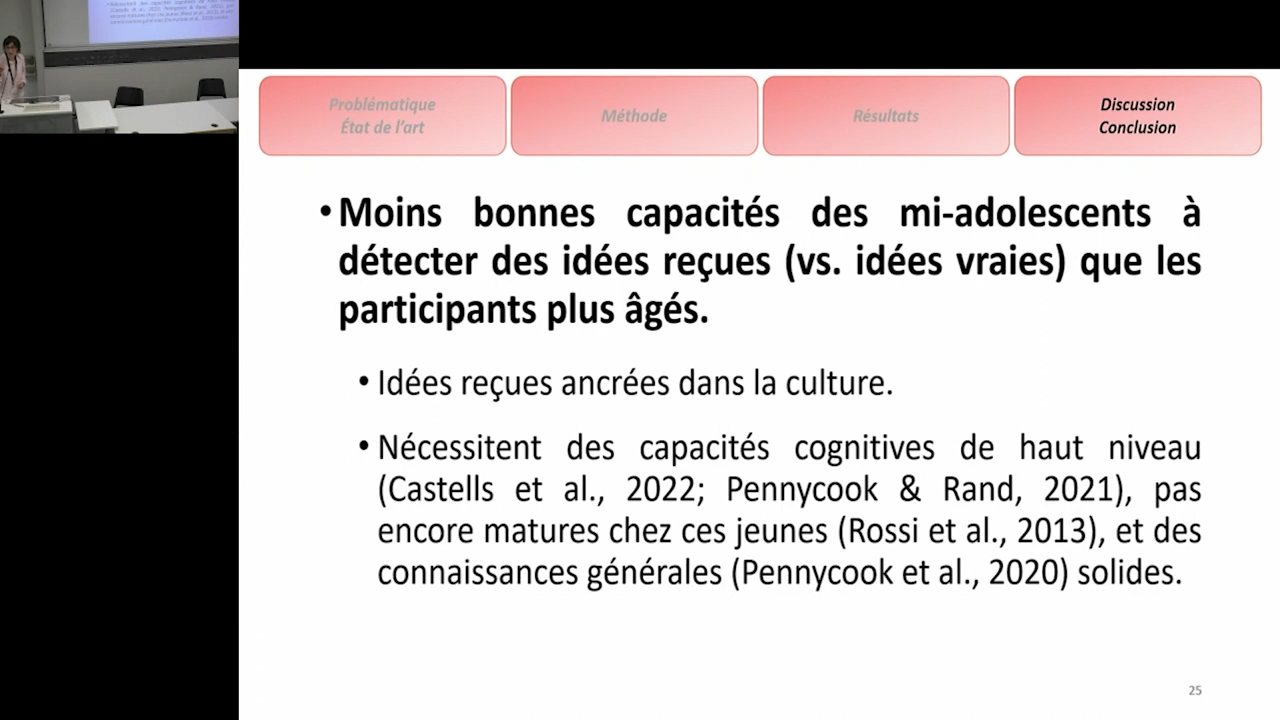 Problématique
État de l'art
Méthode
Résultats
Discussion
Conclusion
• Moins bonnes capacités des mi-adolescents à
détecter des idées reçues (vs. idées vraies) que les
participants plus âgés.
• Idées reçues ancrées dans la culture.
• Nécessitent des capacités cognitives de haut niveau
(Castells et al., 2022; Pennycook & Rand, 2021), pas
encore matures chez ces jeunes (Rossi et al., 2013), et des
connaissances générales (Pennycook et al., 2020) solides.
25